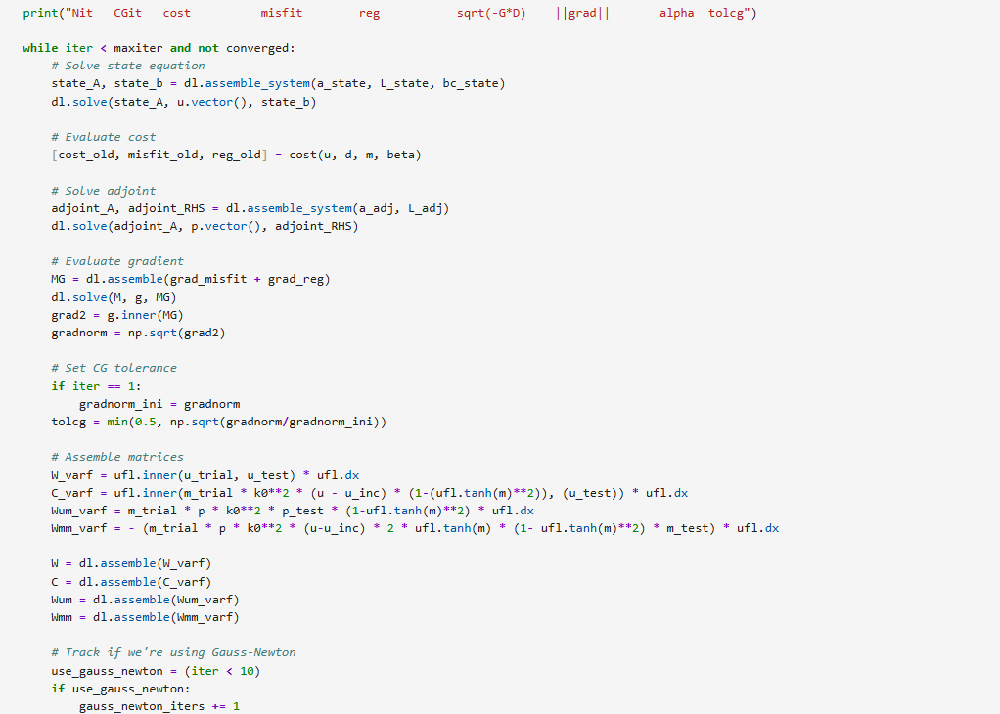 print("Nit   CGit   cost          misfit        reg           sqrt(-G*D)    ||grad||       alpha  tolcg")
while iter < maxiter and not converged:
    # Solve state equation
    state_A, state_b = dl.assemble_system(a_state, L_state, bc_state)
    dl.solve(state_A, u.vector(), state_b)
    # Evaluate cost
    [cost_old, misfit_old, reg_old] = cost(u, d, m, beta)
    # Solve adjoint
    adjoint_A, adjoint_RHS = dl.assemble_system(a_adj, L_adj)
    dl.solve(adjoint_A, p.vector(), adjoint_RHS)
    # Evaluate gradient
    MG = dl.assemble(grad_misfit + grad_reg)
    dl.solve(M, g, MG)
    grad2 = g.inner(MG)
    gradnorm = np.sqrt(grad2)
    # Set CG tolerance
    if iter == 1:
        gradnorm_ini = gradnorm
    tolcg = min(0.5, np.sqrt(gradnorm/gradnorm_ini))
    # Assemble matrices
    W_varf = ufl.inner(u_trial, u_test) * ufl.dx
    C_varf = ufl.inner(m_trial * k0**2 * (u - u_inc) * (1-(ufl.tanh(m)**2)), (u_test)) * ufl.dx
    Wum_varf = m_trial * p * k0**2 * p_test * (1-ufl.tanh(m)**2) * ufl.dx
    Wmm_varf = - (m_trial * p * k0**2 * (u-u_inc) * 2 * ufl.tanh(m) * (1- ufl.tanh(m)**2) * m_test) * ufl.dx
    W = dl.assemble(W_varf)
    C = dl.assemble(C_varf)
    Wum = dl.assemble(Wum_varf)
    Wmm = dl.assemble(Wmm_varf)
    # Track if we're using Gauss-Newton
    use_gauss_newton = (iter < 10)
    if use_gauss_newton:
        gauss_newton_iters += 1